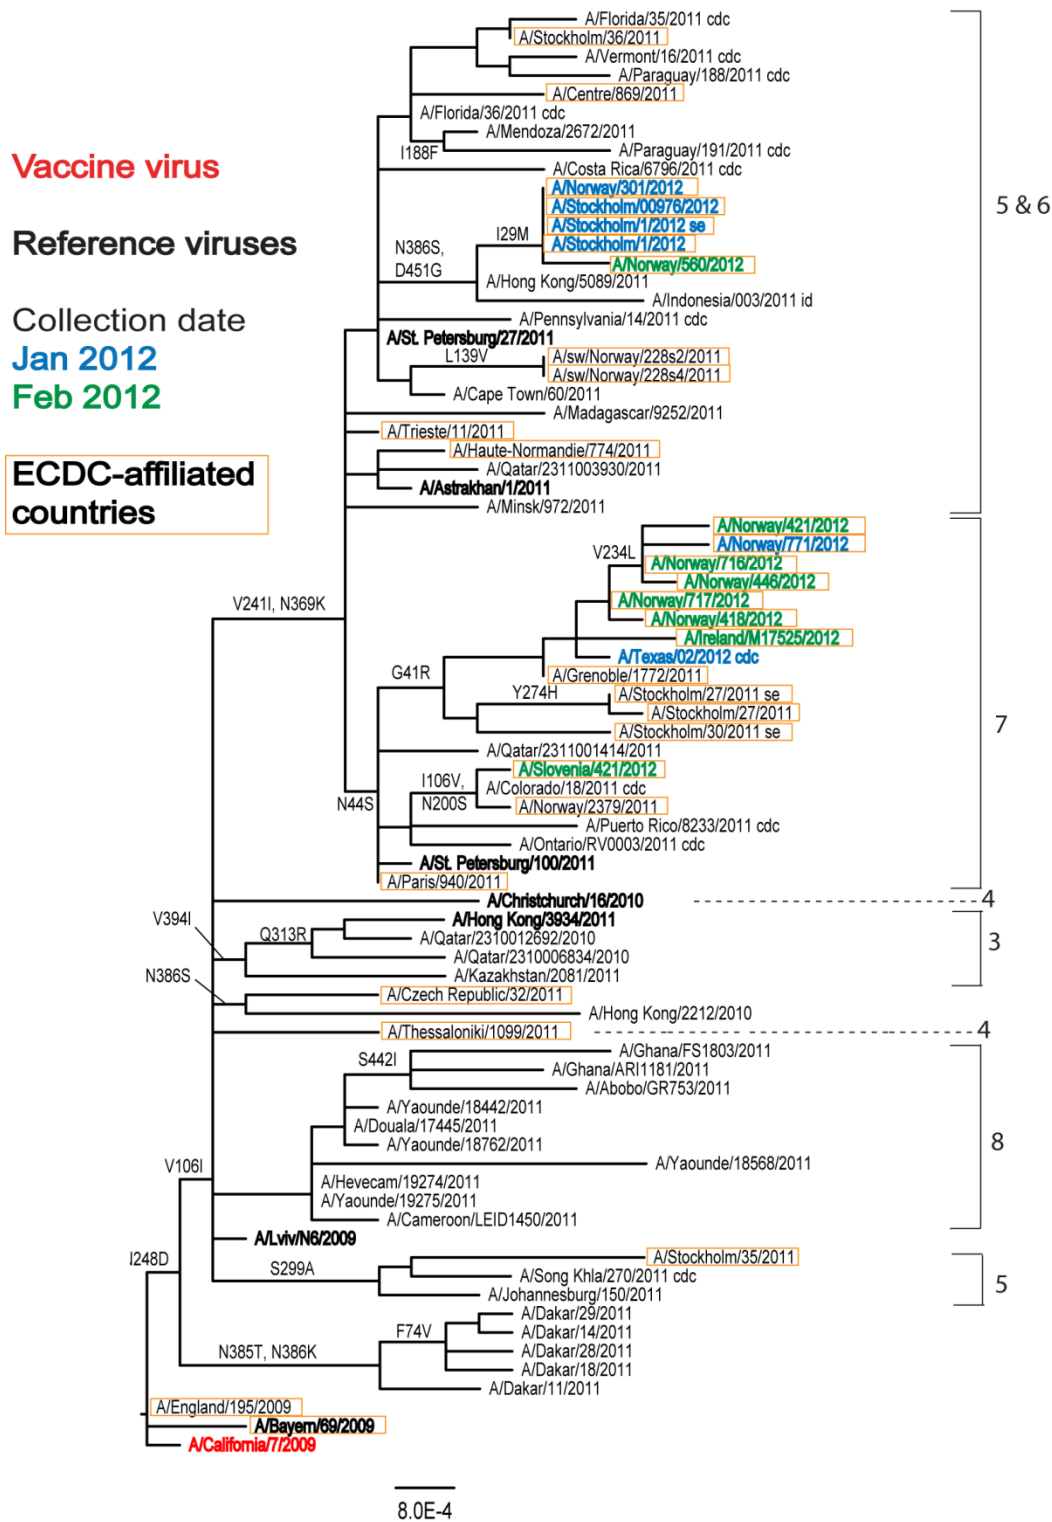 Vaccine virus
Reference viruses
Collection date
Jan 2012
Feb 2012
ECDC-affiliated
countries
A/Florida/35/2011 cdc
A/Stockholm/36/2011
A/Vermont/16/2011 cdc
A/Paraguay/188/2011 cdc
A/Centre/869/2011
A/Florida/36/2011 cdc
A/Mendoza/2672/2011
I188F
A/Paraguay/191/2011 cdc
A/Costa Rica/6796/2011 cdc
A/Norway/301/2012
A/Stockholm/00976/2012
5 & 6
A/Stockholm/1/2012 se
I29M
A/Stockholm/1/2012
N386S,
D451G
A/Norway/560/2012
A/Hong Kong/5089/2011
A/Indonesia/003/2011 id
A/Pennsylvania/14/2011 cdc
A/St. Petersburg/27/2011
L139V
A/sw/Norway/228s2/2011
A/sw/Norway/228s4/2011
A/Cape Town/60/2011
A/Madagascar/9252/2011
A/Trieste/11/2011
A/Haute-Normandie/774/2011
A/Qatar/2311003930/2011
A/Astrakhan/1/2011
A/Minsk/972/2011
A/Norway/421/2012
A/Norway/771/2012
V234L
A/Norway/716/2012
A/Norway/446/2012
A/Norway/717/2012
V241I, N369K
A/Norway/418/2012
A/Ireland/M17525/2012
A/Texas/02/2012 cdc
G41R
A/Grenoble/1772/2011
Y274H
A/Stockholm/27/2011 se
A/Stockholm/27/2011
7
A/Stockholm/30/2011 se
A/Qatar/2311001414/2011
A/Slovenia/421/2012
I106V,
N200S
A/Colorado/18/2011 cdc
N44S
A/Norway/2379/2011
A/Puerto Rico/8233/2011 cdc
A/Ontario/RV0003/2011 cdc
A/St. Petersburg/100/2011
A/Paris/940/2011
A/Christchurch/16/2010
4
V394I
A/Hong Kong/3934/2011
Q313R
A/Qatar/2310012692/2010
3
A/Qatar/2310006834/2010
N386S
A/Kazakhstan/2081/2011
A/Czech Republic/32/2011
A/Hong Kong/2212/2010
A/Thessaloniki/1099/2011
4
A/Ghana/FS1803/2011
S442I
A/Ghana/ARI1181/2011
A/Abobo/GR753/2011
A/Yaounde/18442/2011
A/Douala/17445/2011
8
A/Yaounde/18762/2011
V106I
A/Yaounde/18568/2011
A/Hevecam/19274/2011
A/Yaounde/19275/2011
A/Cameroon/LEID1450/2011
A/Lviv/N6/2009
I248D
A/Stockholm/35/2011
S299A
A/Song Khla/270/2011 cdc
5
A/Johannesburg/150/2011
A/Dakar/29/2011
F74V
A/Dakar/14/2011
N385T, N386K
A/Dakar/28/2011
A/Dakar/18/2011
A/Dakar/11/2011
A/England/195/2009
A/Bayern/69/2009
A/California/7/2009
8.0E-4